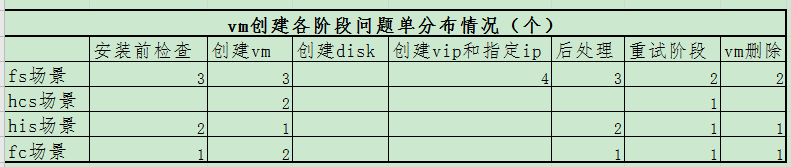 vm创建各阶段问题单分布情况（个）
安装前检查 创建vm 创建disk 创建vip和指定ip 后处理 重试阶段 vm删除
fs场景 3 3 4 3 2 2
hcs场景 2 1
his场景 2 1 2 1 1
fc场景 1 2 1 1 1